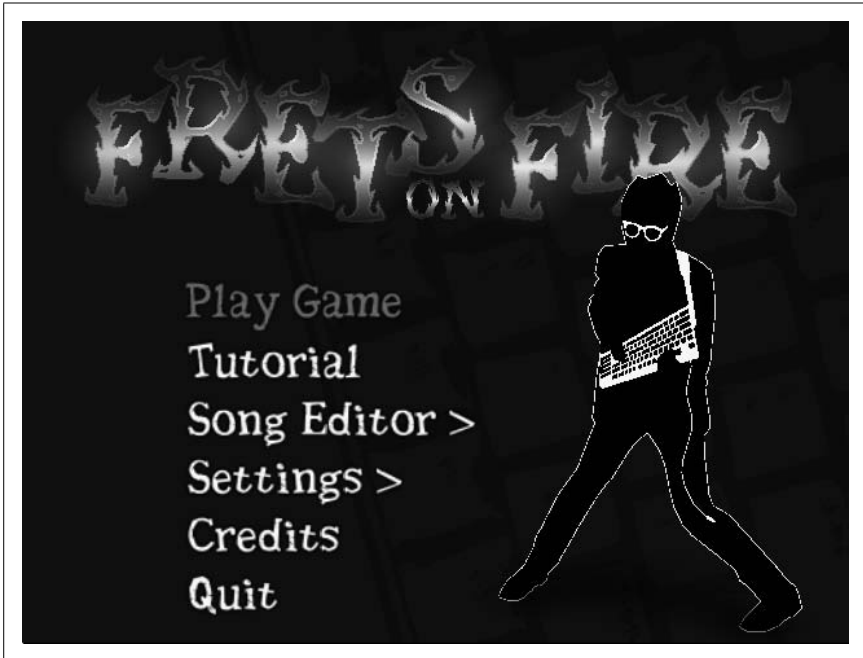 FRETS ON FIRE
Play Game
Tutorial
Song Editor >
Settings >
Credits
Quit